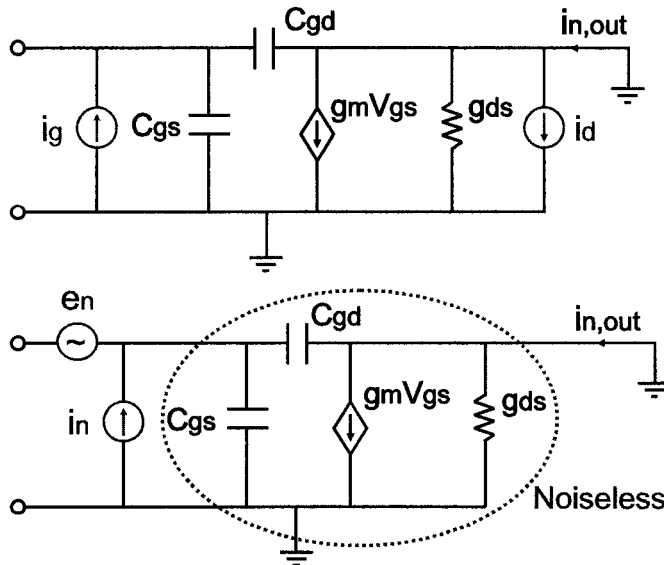 Cgd
in,out
ig
Cgs
gmVgs
gds
id
en
Cgd
in,out
in
~
Cgs
gmVgs
gds
Noiseless